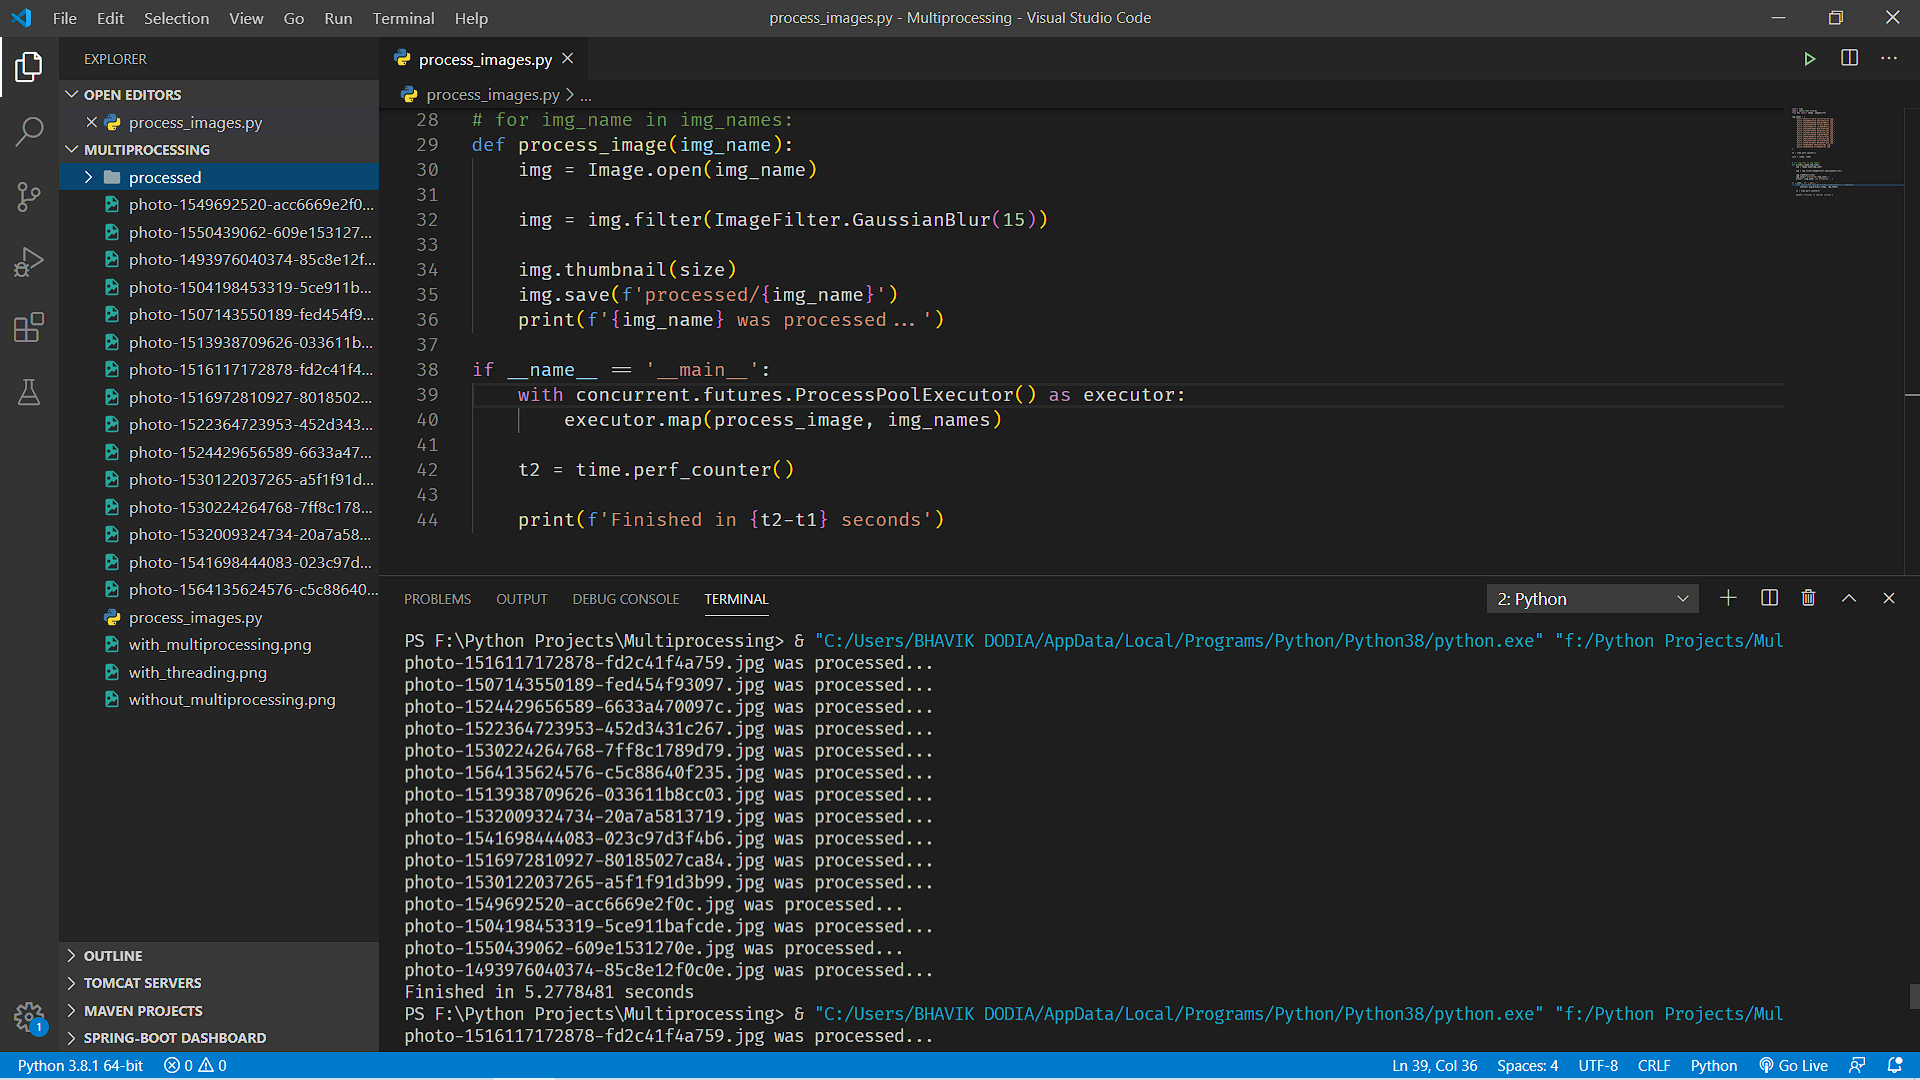 File Edit Selection View Go Run Terminal Help
process_images.py - Multiprocessing - Visual Studio Code
EXPLORER
OPEN EDITORS
process_images.py
MULTIPROCESSING
processed
photo-1549692520-acc6669e2f0...
photo-1550439062-609e153127...
photo-1493976040374-85c8e12f...
photo-1504198453319-5ce911b...
photo-1507143550189-fed454f9...
photo-1513938709626-033611b...
photo-1516117172878-fd2c41f4...
photo-1516972810927-8018502...
photo-1522364723953-452d343...
photo-1524429656589-6633a47...
photo-1530122037265-a5f1f91d...
photo-1530224264768-7ff8c178...
photo-1532009324734-20a7a58...
photo-1541698444083-023c97d...
photo-1564135624576-c5c88640...
process_images.py
with_multiprocessing.png
with_threading.png
without_multiprocessing.png
OUTLINE
TOMCAT SERVERS
MAVEN PROJECTS
SPRING-BOOT DASHBOARD
1
process_images.py
process_images.py > ...
28 # for img_name in img_names:
29 def process_image(img_name):
30     img = Image.open(img_name)
31
32     img = img.filter(ImageFilter.GaussianBlur(15))
33
34     img.thumbnail(size)
35     img.save(f'processed/{img_name}')
36     print(f'{img_name} was processed...')
37
38 if __name__ == '__main__':
39     with concurrent.futures.ProcessPoolExecutor() as executor:
40         executor.map(process_image, img_names)
41
42     t2 = time.perf_counter()
43
44     print(f'Finished in {t2-t1} seconds')
PROBLEMS OUTPUT DEBUG CONSOLE TERMINAL
2: Python
PS F:\Python Projects\Multiprocessing> & "C:/Users/BHAVIK DODIA/AppData/Local/Programs/Python/Python38/python.exe" "f:/Python Projects/Mul
photo-1516117172878-fd2c41f4a759.jpg was processed...
photo-1507143550189-fed454f93097.jpg was processed...
photo-1524429656589-6633a470097c.jpg was processed...
photo-1522364723953-452d3431c267.jpg was processed...
photo-1530224264768-7ff8c1789d79.jpg was processed...
photo-1564135624576-c5c88640f235.jpg was processed...
photo-1513938709626-033611b8cc03.jpg was processed...
photo-1532009324734-20a7a5813719.jpg was processed...
photo-1541698444083-023c97d3f4b6.jpg was processed...
photo-1516972810927-80185027ca84.jpg was processed...
photo-1530122037265-a5f1f91d3b99.jpg was processed...
photo-1549692520-acc6669e2f0c.jpg was processed...
photo-1504198453319-5ce911bafcde.jpg was processed...
photo-1550439062-609e1531270e.jpg was processed...
photo-1493976040374-85c8e12f0c0e.jpg was processed...
Finished in 5.2778481 seconds
PS F:\Python Projects\Multiprocessing> & "C:/Users/BHAVIK DODIA/AppData/Local/Programs/Python/Python38/python.exe" "f:/Python Projects/Mul
photo-1516117172878-fd2c41f4a759.jpg was processed...
Python 3.8.1 64-bit 0 0 Ln 39, Col 36 Spaces: 4 UTF-8 CRLF Python Go Live